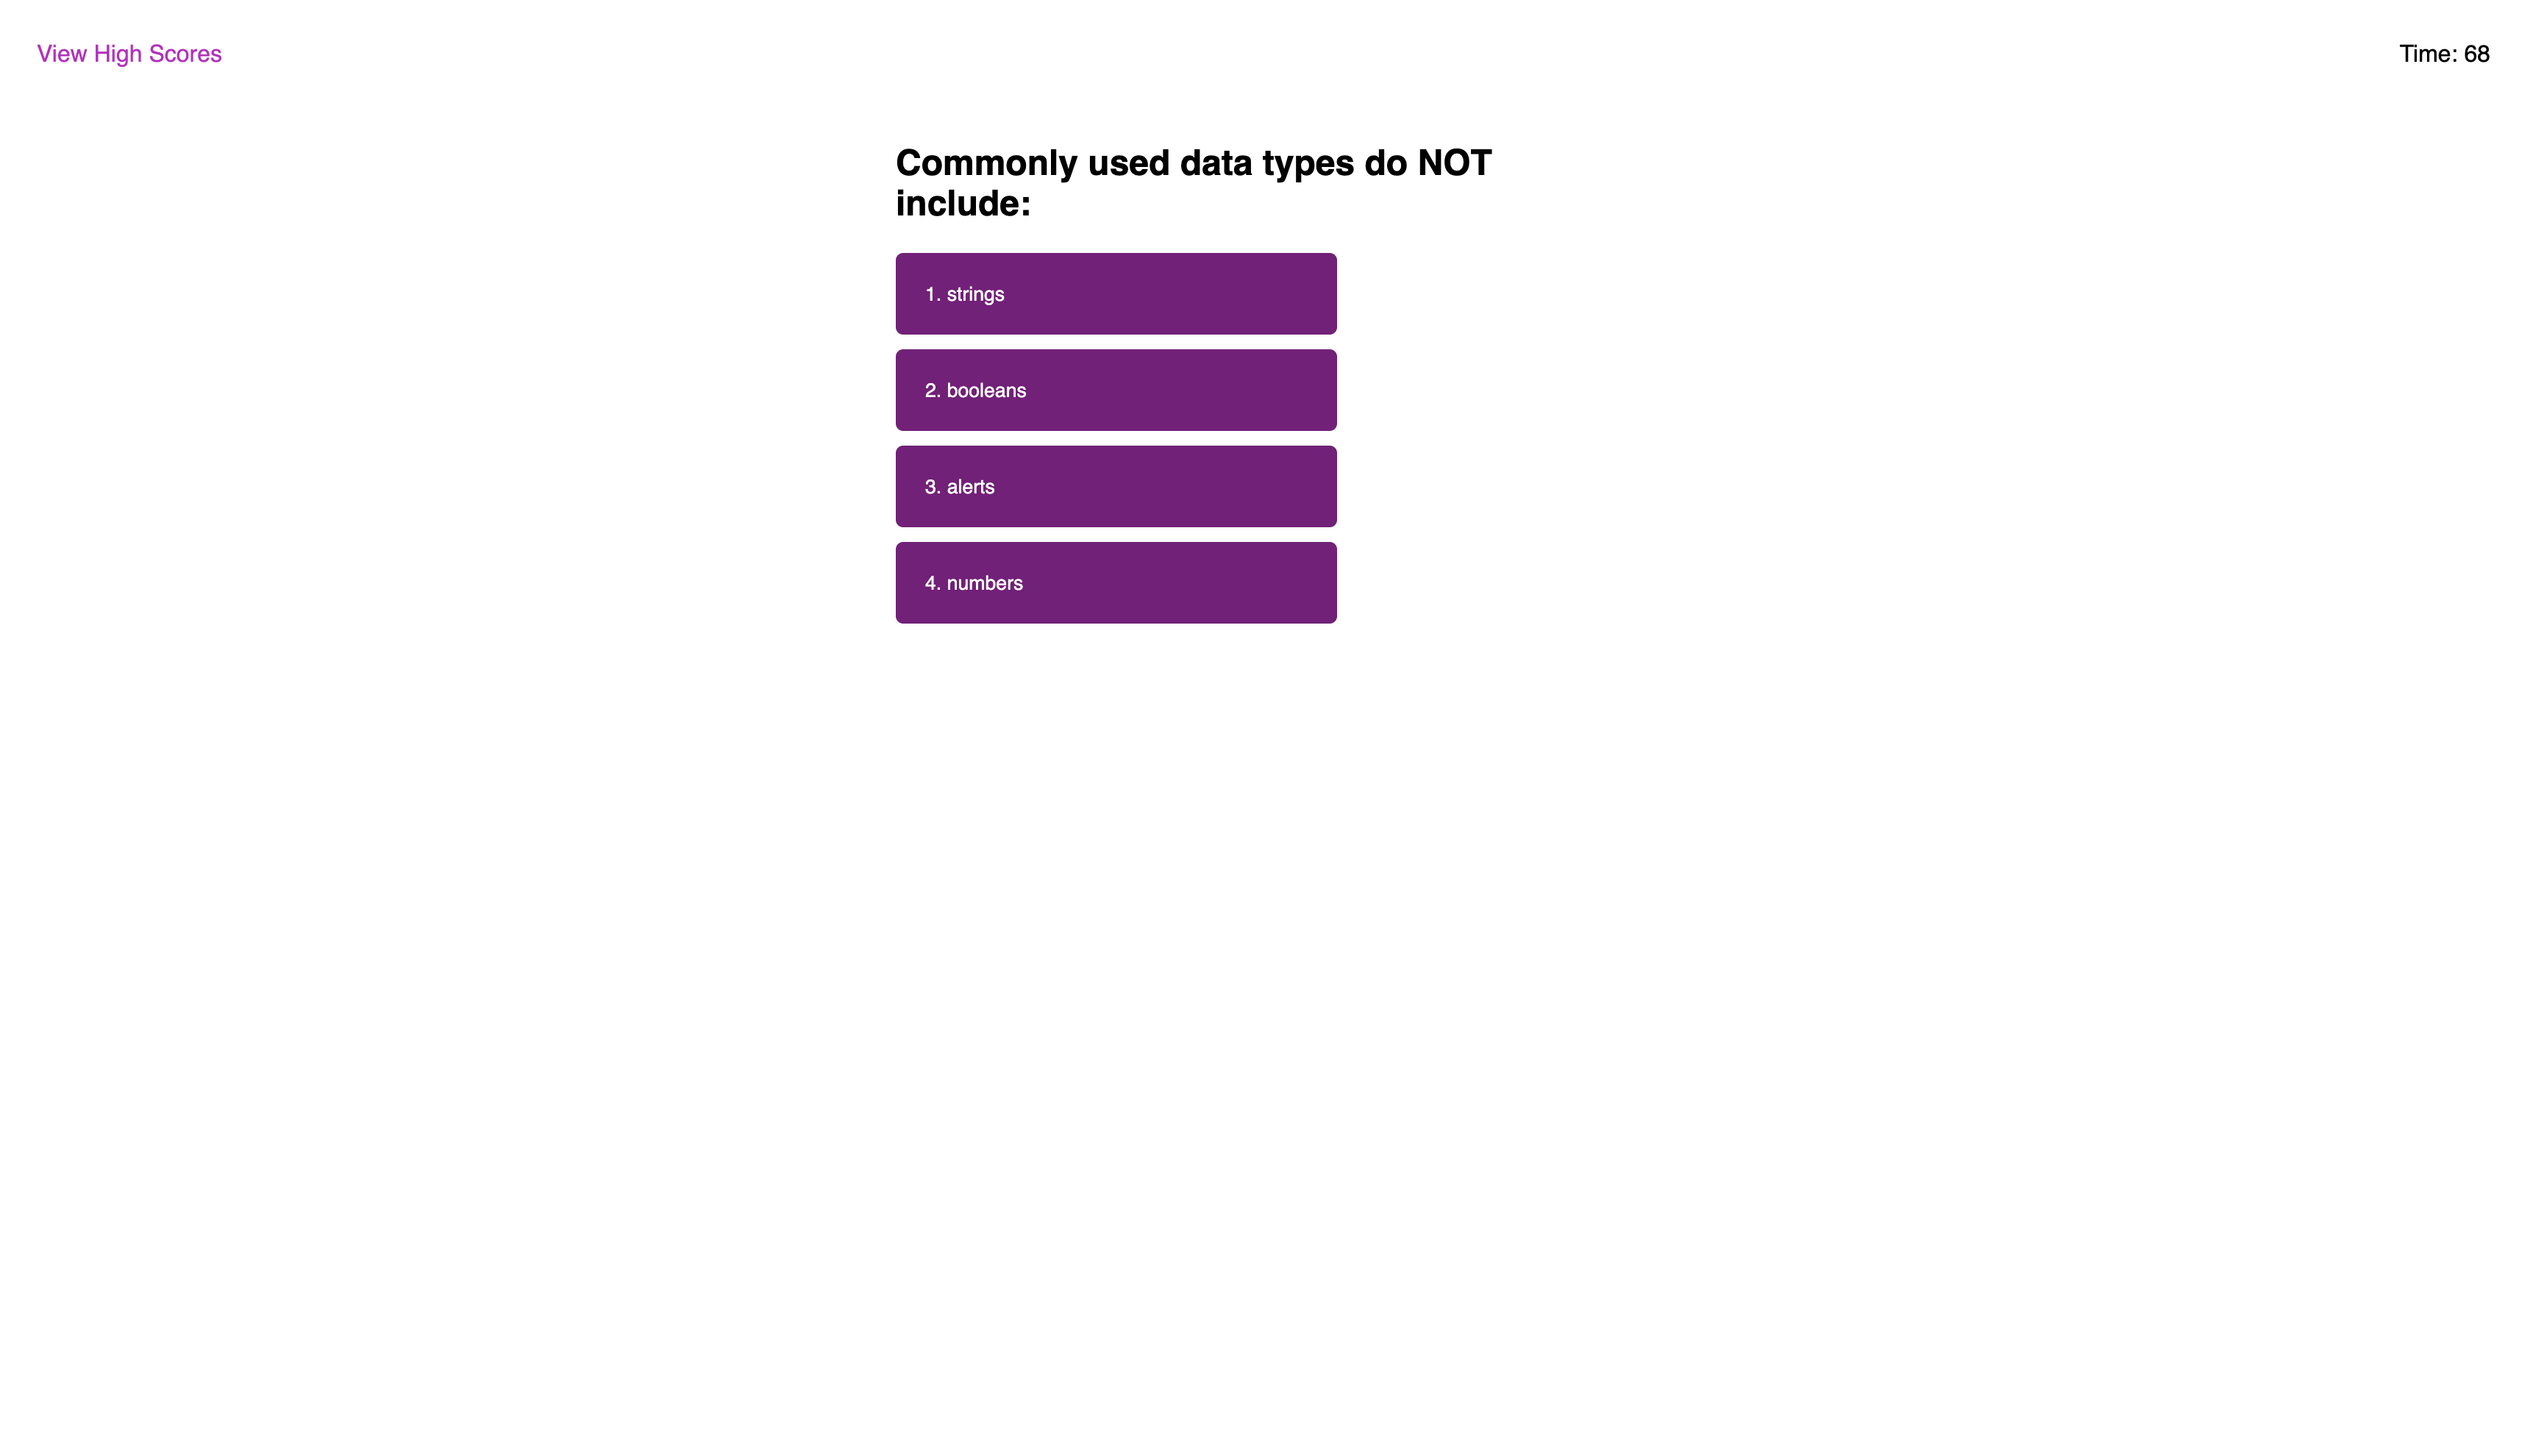 View High Scores
Time: 68
Commonly used data types do NOT
include:
1. strings
2. booleans
3. alerts
4. numbers